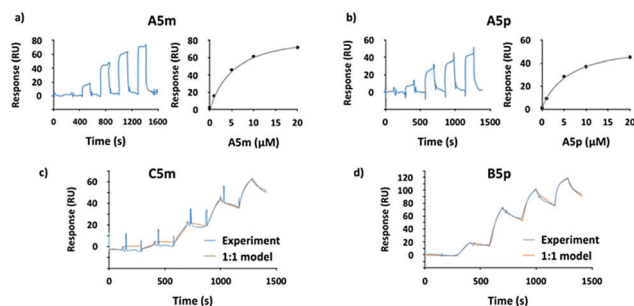 a) A5m
Response (RU)
80
60
40
20
0
0 400 800 1200 1600
Time (s)
Response (RU)
80
60
40
20
0
0 5 10 15 20
A5m (μM)
b) A5p
Response (RU)
60
40
20
0
0 500 1000 1500
Time (s)
Response (RU)
60
40
20
0
0 5 10 15 20
A5p (μM)
c) C5m
Response (RU)
60
40
20
0
0 500 1000 1500
Experiment
1:1 model
Time (s)
d) B5p
Response (RU)
120
100
80
60
40
20
0
0 500 1000 1500
Experiment
1:1 model
Time (s)